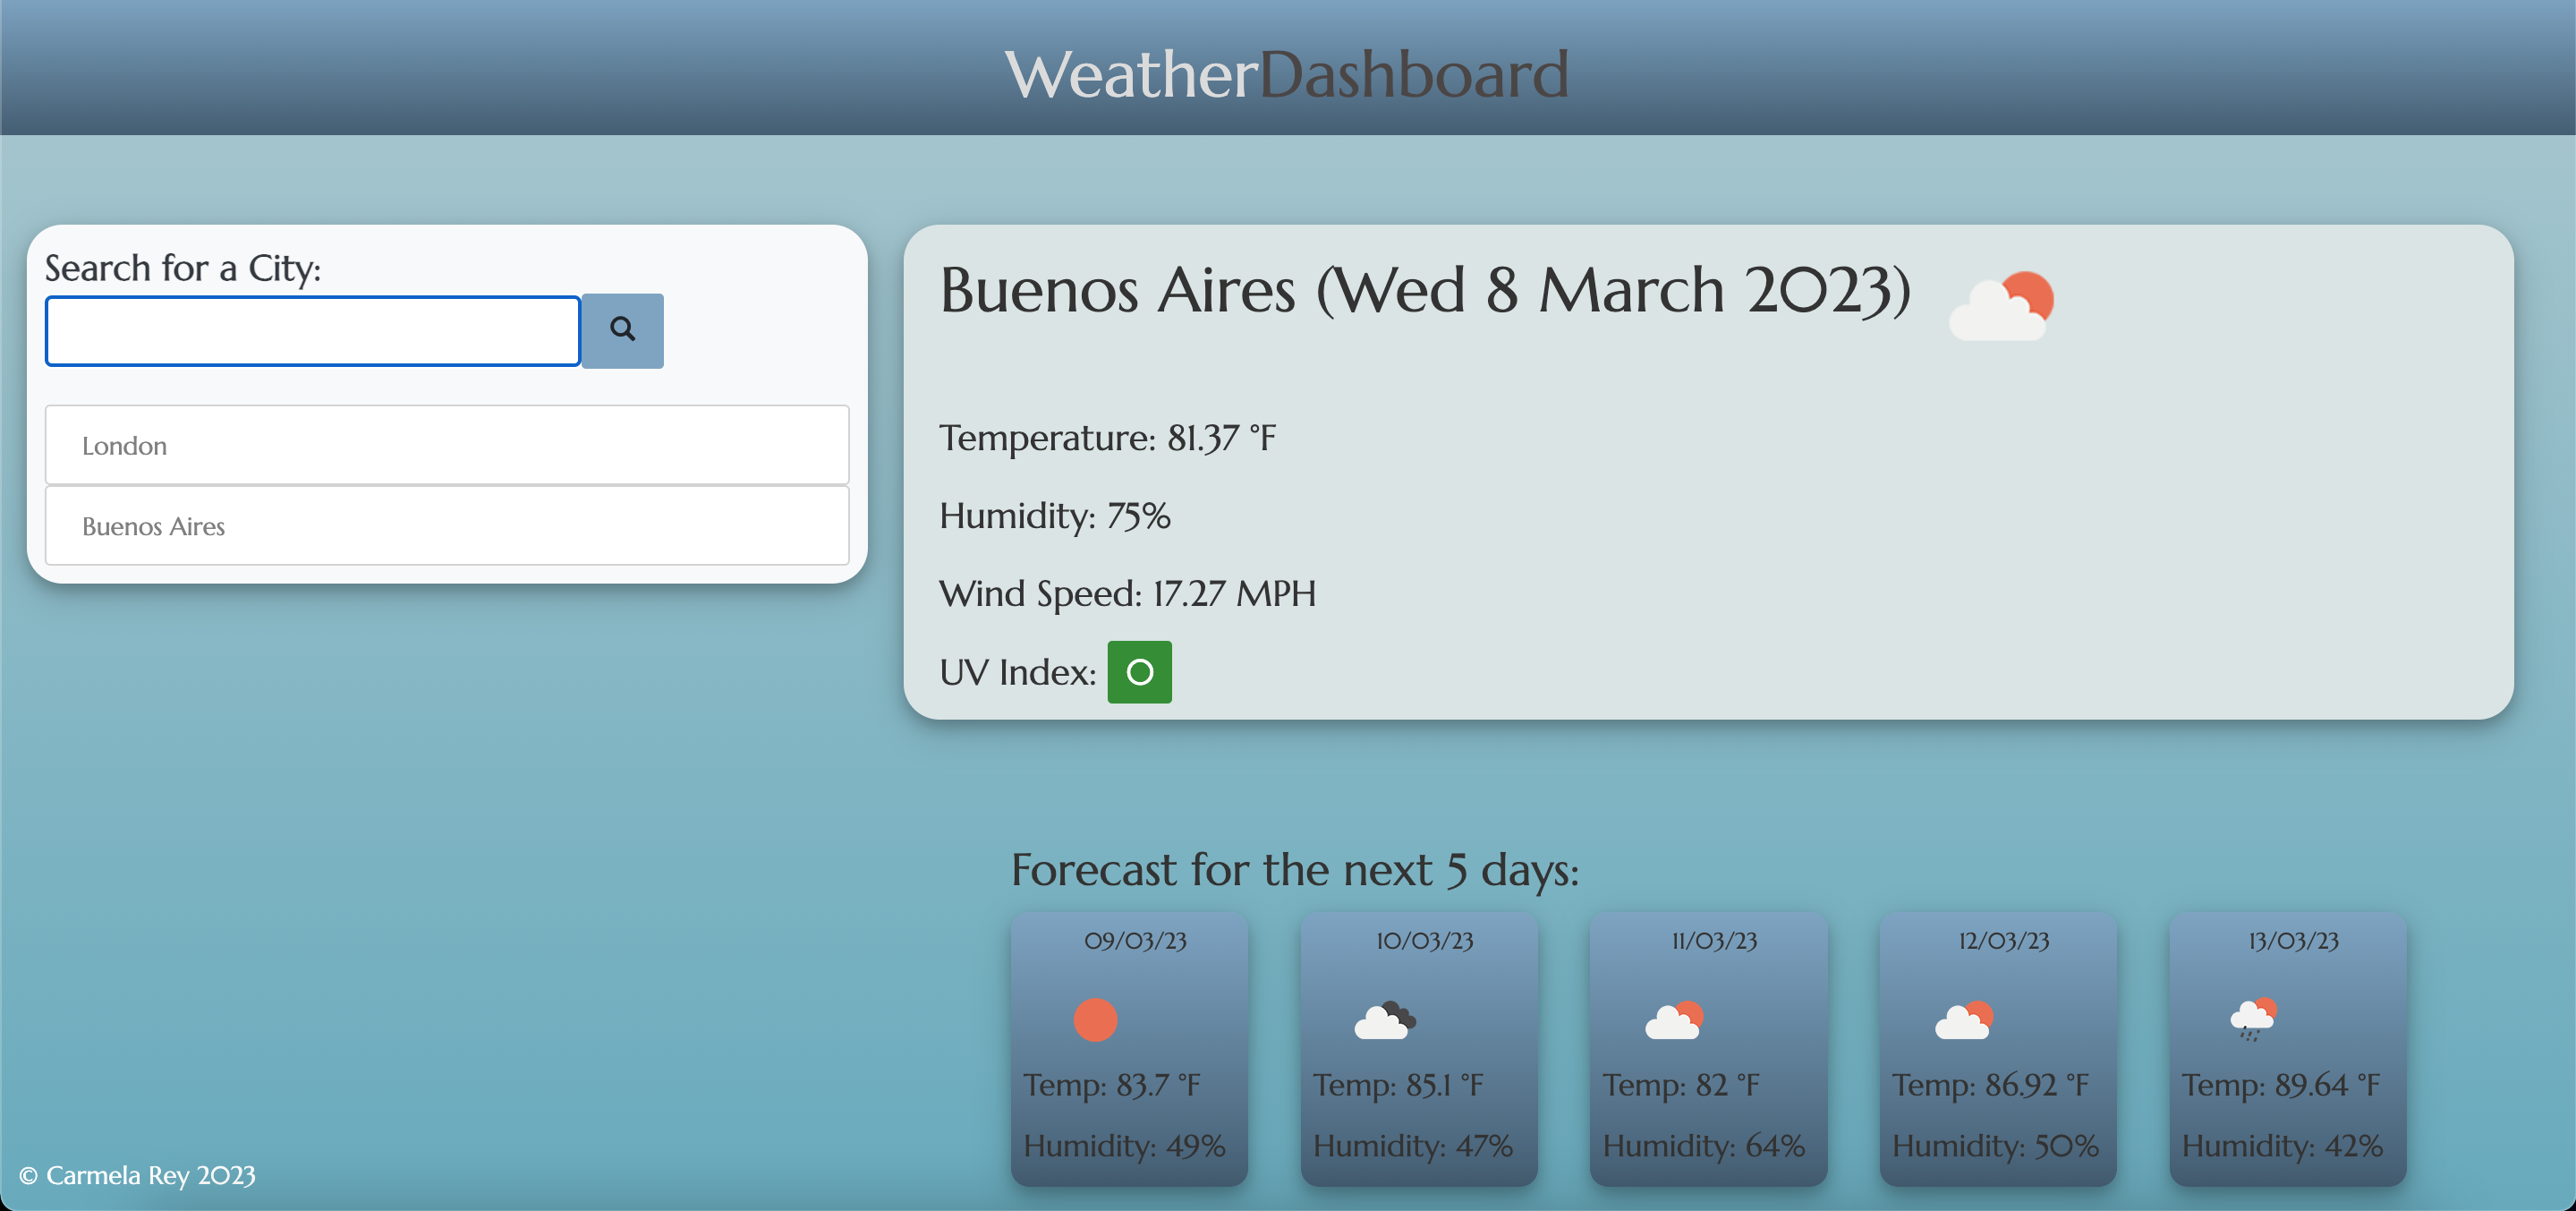 WeatherDashboard
Search for a City:
London
Buenos Aires
Buenos Aires (Wed 8 March 2023)
Temperature: 81.37 °F
Humidity: 75%
Wind Speed: 17.27 MPH
UV Index: 0
Forecast for the next 5 days:
09/03/23
Temp: 83.7 °F
Humidity: 49%
10/03/23
Temp: 85.1 °F
Humidity: 47%
11/03/23
Temp: 82 °F
Humidity: 64%
12/03/23
Temp: 86.92 °F
Humidity: 50%
13/03/23
Temp: 89.64 °F
Humidity: 42%
© Carmela Rey 2023